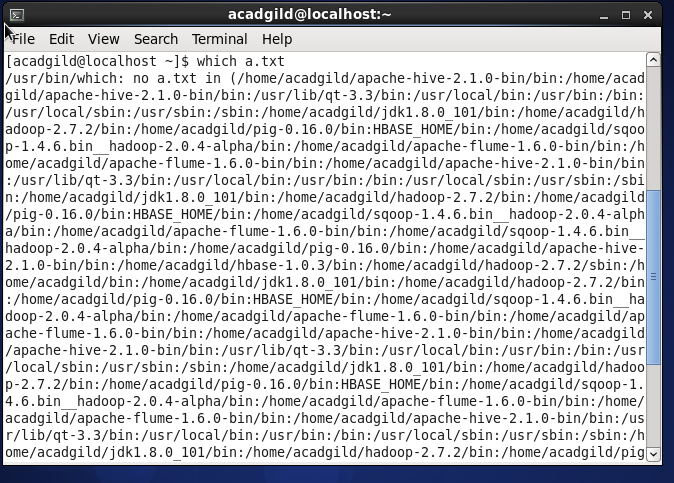 acadgild@localhost:~
File Edit View Search Terminal Help
[acadgild@localhost ~]$ which a.txt
/usr/bin/which: no a.txt in (/home/acadgild/apache-hive-2.1.0-bin/bin:/home/acad
gild/apache-hive-2.1.0-bin/bin:/usr/lib/qt-3.3/bin:/usr/local/bin:/usr/bin:/bin:
/usr/local/sbin:/usr/sbin:/sbin:/home/acadgild/jdk1.8.0_101/bin:/home/acadgild/h
adoop-2.7.2/bin:/home/acadgild/pig-0.16.0/bin:HBASE_HOME/bin:/home/acadgild/sqoo
p-1.4.6.bin__hadoop-2.0.4-alpha/bin:/home/acadgild/apache-flume-1.6.0-bin/bin:/h
ome/acadgild/apache-flume-1.6.0-bin/bin:/home/acadgild/apache-hive-2.1.0-bin/bin
:/usr/lib/qt-3.3/bin:/usr/local/bin:/usr/bin:/bin:/usr/local/sbin:/usr/sbin:/sbi
n:/home/acadgild/jdk1.8.0_101/bin:/home/acadgild/hadoop-2.7.2/bin:/home/acadgild
/pig-0.16.0/bin:HBASE_HOME/bin:/home/acadgild/sqoop-1.4.6.bin__hadoop-2.0.4-alph
a/bin:/home/acadgild/apache-flume-1.6.0-bin/bin:/home/acadgild/sqoop-1.4.6.bin__
hadoop-2.0.4-alpha/bin:/home/acadgild/pig-0.16.0/bin:/home/acadgild/apache-hive-
2.1.0-bin/bin:/home/acadgild/hbase-1.0.3/bin:/home/acadgild/hadoop-2.7.2/sbin:/h
ome/acadgild/bin:/home/acadgild/jdk1.8.0_101/bin:/home/acadgild/hadoop-2.7.2/bin
:/home/acadgild/pig-0.16.0/bin:HBASE_HOME/bin:/home/acadgild/sqoop-1.4.6.bin__ha
doop-2.0.4-alpha/bin:/home/acadgild/apache-flume-1.6.0-bin/bin:/home/acadgild/ap
ache-flume-1.6.0-bin/bin:/home/acadgild/apache-hive-2.1.0-bin/bin:/home/acadgild
/apache-hive-2.1.0-bin/bin:/usr/lib/qt-3.3/bin:/usr/local/bin:/usr/bin:/bin:/usr
/local/sbin:/usr/sbin:/sbin:/home/acadgild/jdk1.8.0_101/bin:/home/acadgild/hadoo
p-2.7.2/bin:/home/acadgild/pig-0.16.0/bin:HBASE_HOME/bin:/home/acadgild/sqoop-1.
4.6.bin__hadoop-2.0.4-alpha/bin:/home/acadgild/apache-flume-1.6.0-bin/bin:/home/
acadgild/apache-flume-1.6.0-bin/bin:/home/acadgild/apache-hive-2.1.0-bin/bin:/us
r/lib/qt-3.3/bin:/usr/local/bin:/usr/bin:/bin:/usr/local/sbin:/usr/sbin:/sbin:/h
ome/acadgild/jdk1.8.0_101/bin:/home/acadgild/hadoop-2.7.2/bin:/home/acadgild/pig